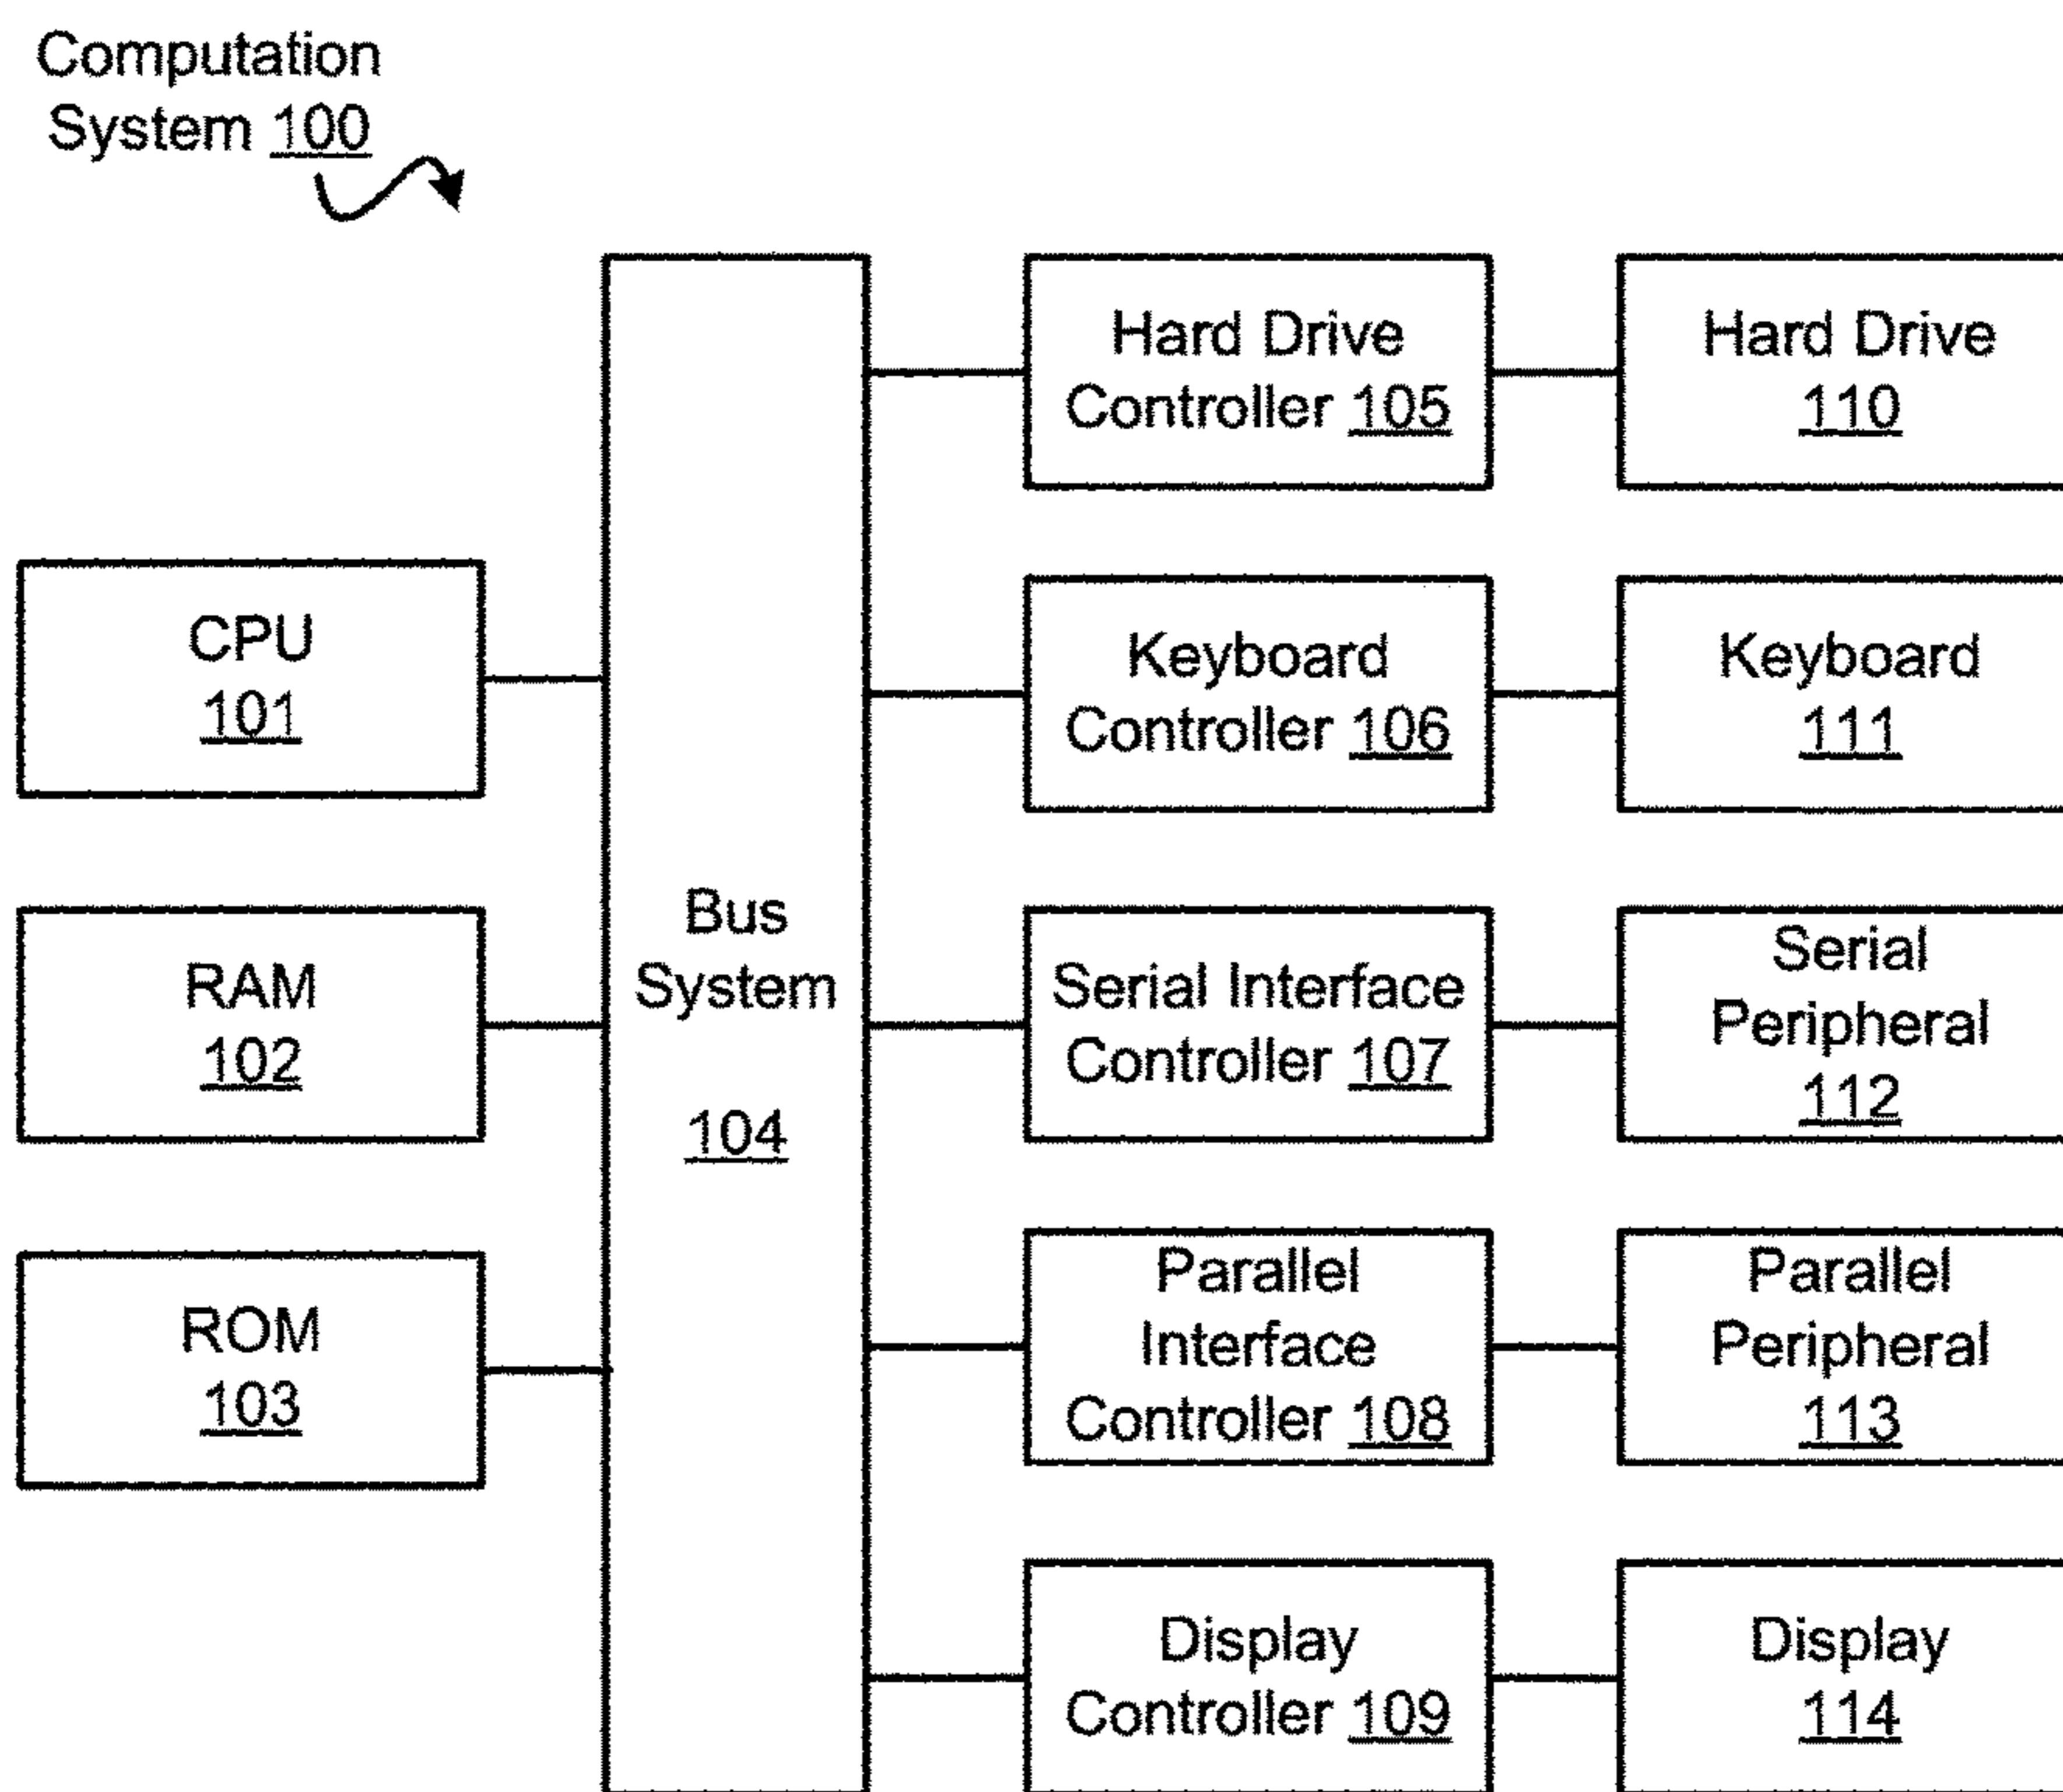 Computation
System 100
Hard Drive
Controller 105
Hard Drive
110
CPU
101
Keyboard
Controller 106
Keyboard
111
Bus
System
104
RAM
102
Serial Interface
Controller 107
Serial
Peripheral
112
ROM
103
Parallel
Interface
Controller 108
Parallel
Peripheral
113
Display
Controller 109
Display
114